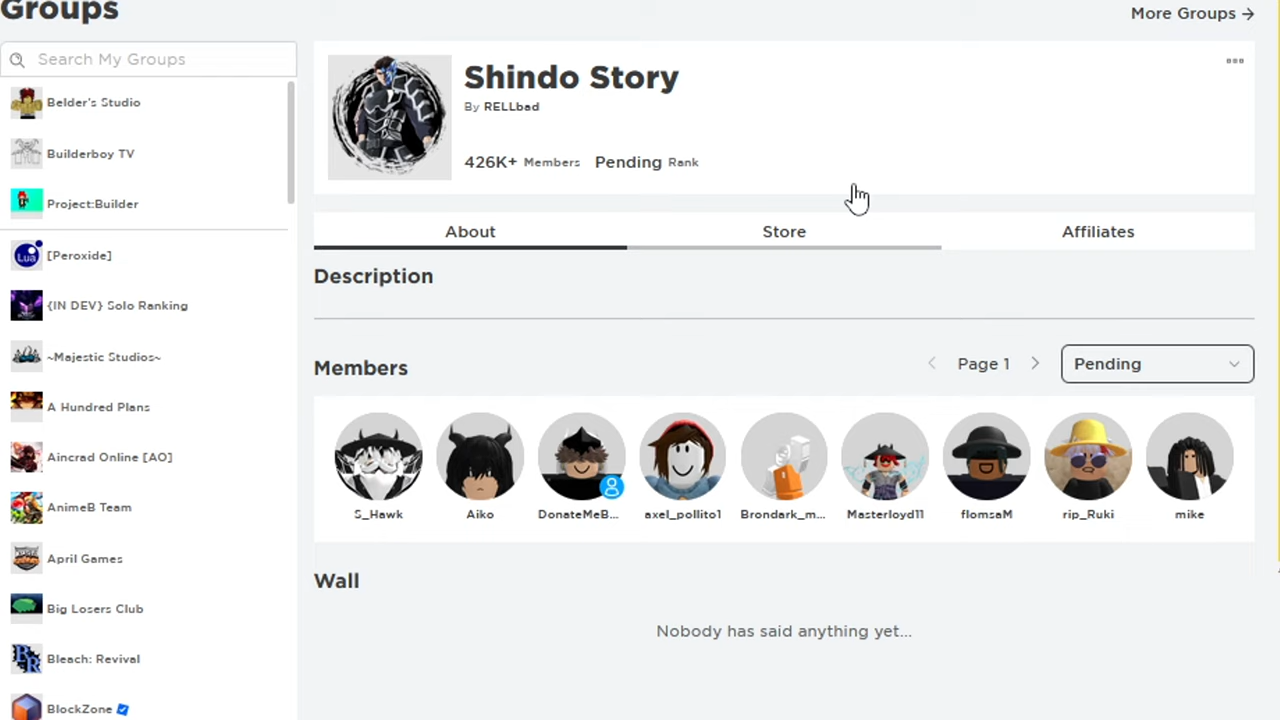 Groups
More Groups →
Search My Groups
Belder's Studio
Builderboy TV
Project:Builder
Lua
[Peroxide]
{IN DEV} Solo Ranking
~Majestic Studios~
A Hundred Plans
Aincrad Online [AO]
AnimeB Team
April Games
Big Losers Club
Bleach: Revival
BlockZone
Shindo Story
By RELLbad
426K+ Members Pending Rank
About
Store
Affiliates
Description
Members
Page 1
Pending
S_Hawk
Aiko
DonateMeB...
axel_pollito1
Brondark_m...
Masterloyd11
flomsaM
rip_Ruki
mike
Wall
Nobody has said anything yet...